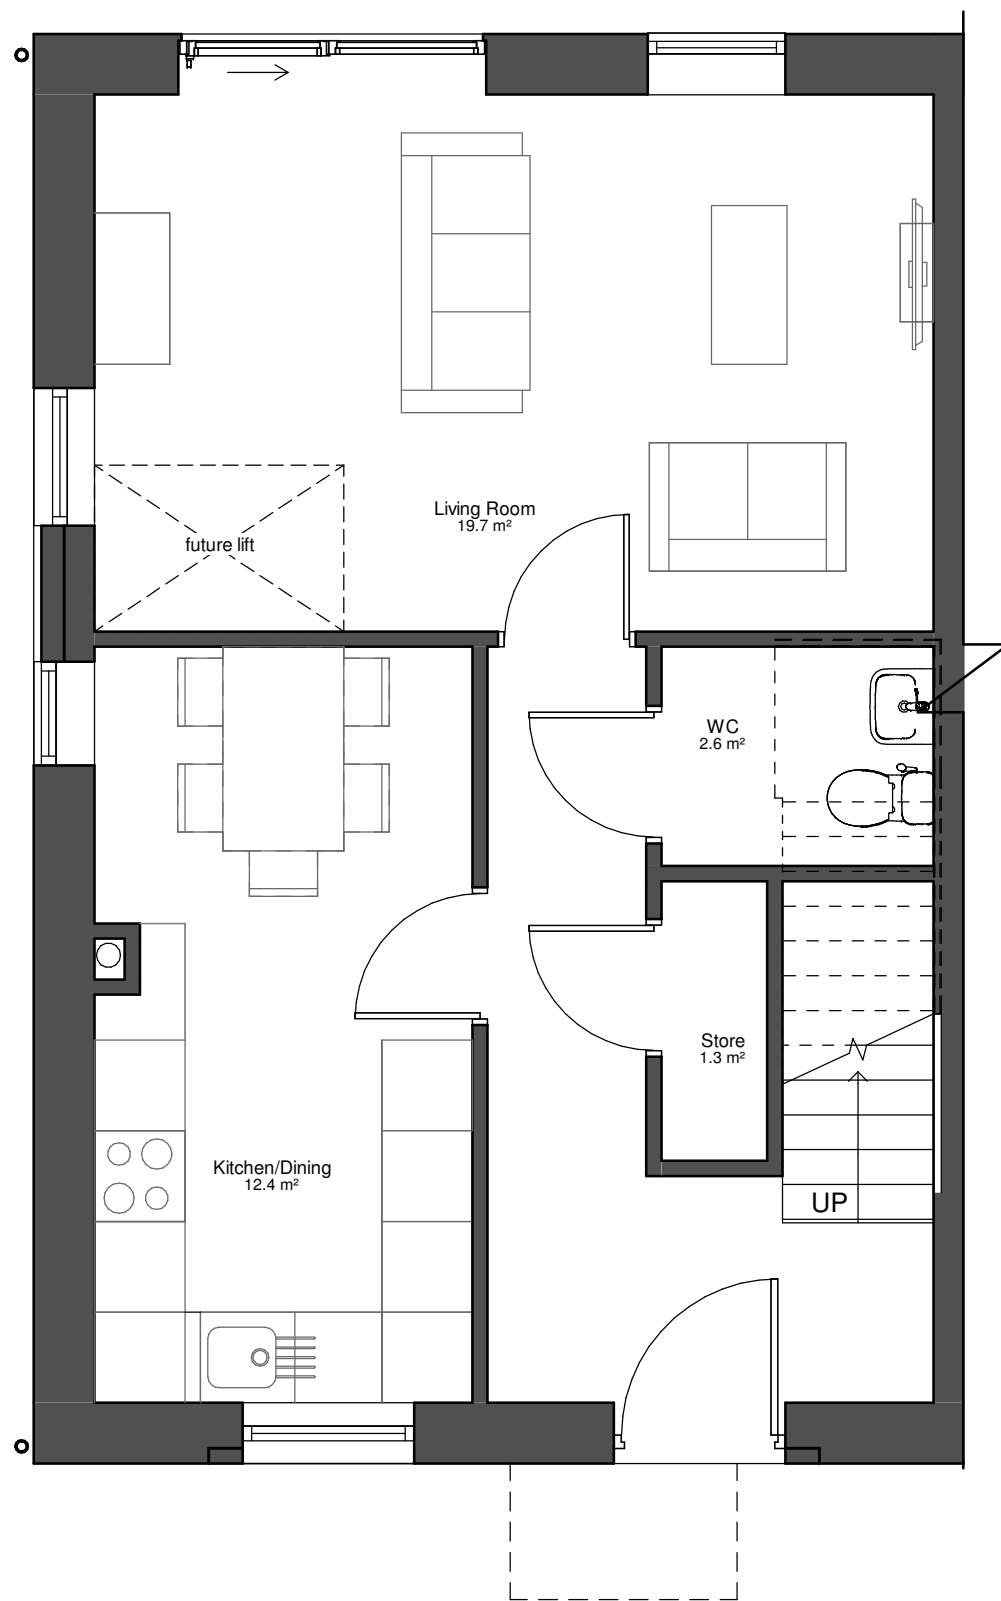 Living Room
19.7 m²
future lift
WC
2.6 m²
Store
1.3 m²
Kitchen/Dining
12.4 m²
UP